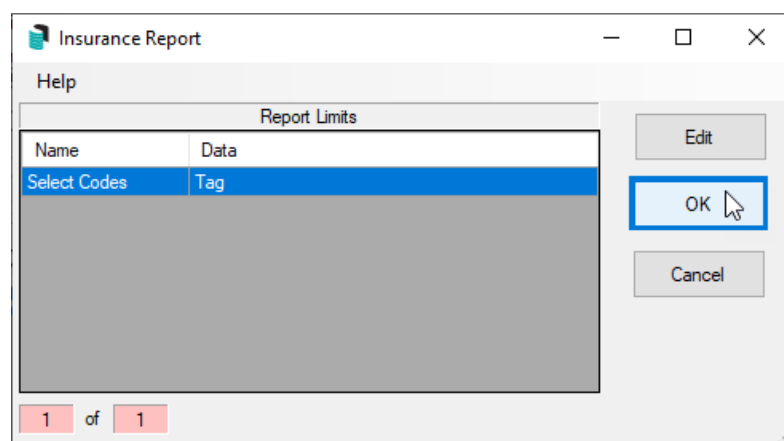 Insurance Report
Help
Report Limits
Name Data
Select Codes Tag
Edit
OK
Cancel
1 of 1